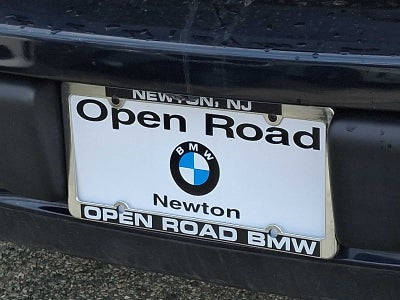 NEWTON, NJ
Open Road
BMW
Newton
OPEN ROAD BMW